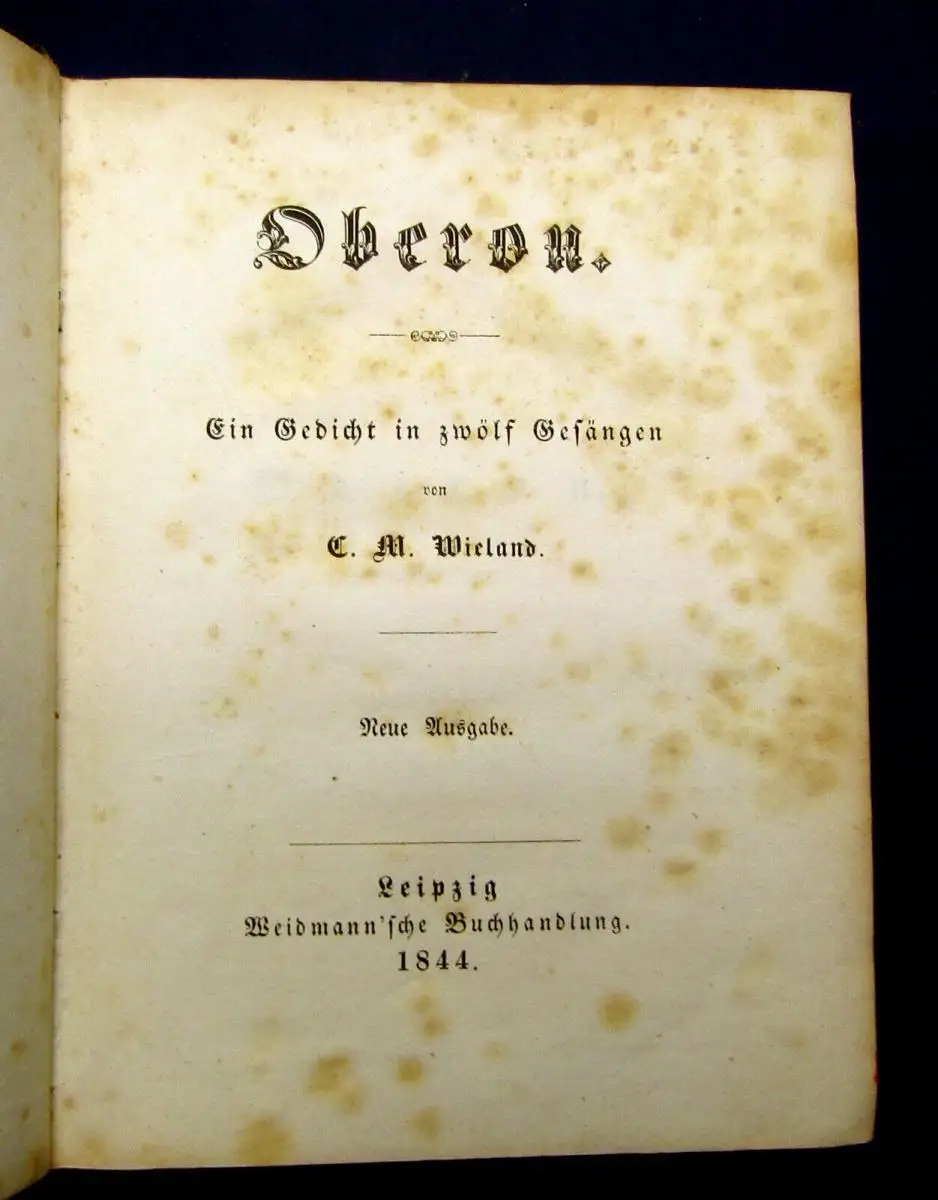 Oberon.
Ein Gedicht in zwölf Gesängen
von
C. M. Wieland.
Neue Ausgabe.
Leipzig
Weidmann'sche Buchhandlung.
1844.